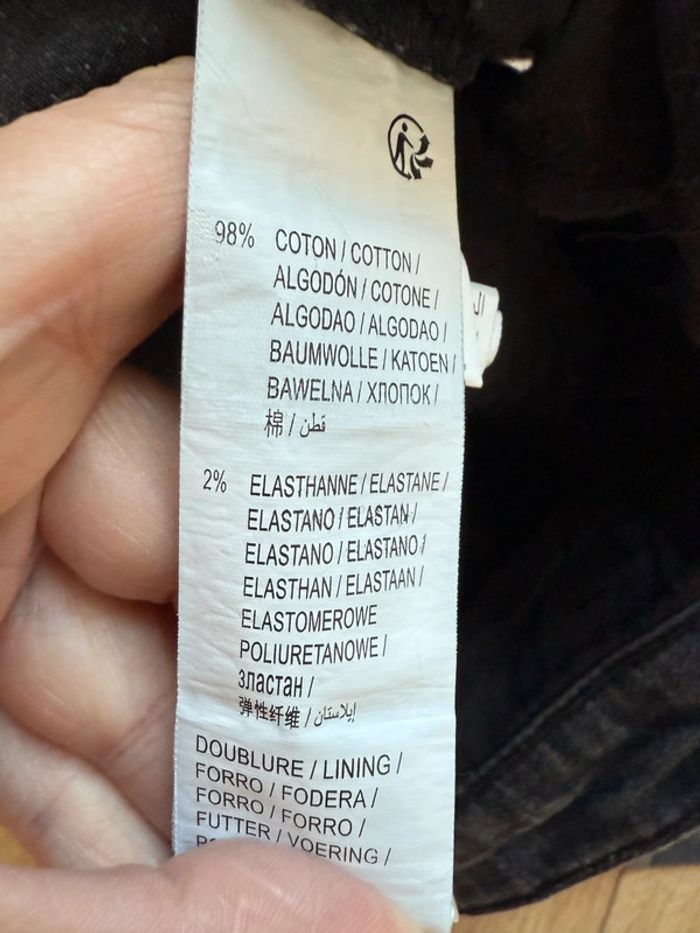 98% COTON / COTTON /
ALGODÓN / COTONE /
ALGODAO / ALGODAO /
BAUMWOLLE / KATOEN /
BAWELNA / ХЛОПОК /
棉 / قطن
2% ELASTHANNE / ELASTANE /
ELASTANO / ELASTAN /
ELASTANO / ELASTANO /
ELASTHAN / ELASTAAN /
ELASTOMEROWE
POLIURETANOWE /
эластан /
弹性纤维 / إيلاستان
DOUBLURE / LINING /
FORRO / FODERA /
FORRO / FORRO /
FUTTER / VOERING /